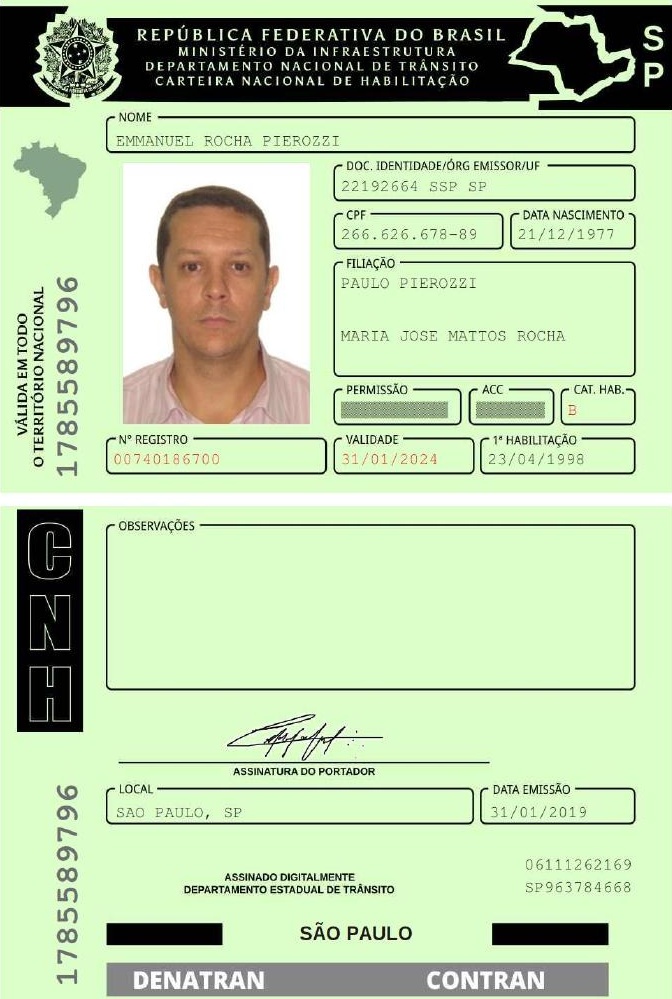 REPÚBLICA FEDERATIVA DO BRASIL
MINISTÉRIO DA INFRAESTRUTURA
DEPARTAMENTO NACIONAL DE TRÂNSITO
CARTEIRA NACIONAL DE HABILITAÇÃO
SP
NOME
EMMANUEL ROCHA PIEROZZI
DOC. IDENTIDADE/ÓRG EMISSOR/UF
22192664 SSP SP
CPF
266.626.678-89
DATA NASCIMENTO
21/12/1977
FILIAÇÃO
PAULO PIEROZZI
MARIA JOSE MATTOS ROCHA
PERMISSÃO
ACC
CAT. HAB.
B
Nº REGISTRO
00740186700
VALIDADE
31/01/2024
1ª HABILITAÇÃO
23/04/1998
VÁLIDA EM TODO
O TERRITÓRIO NACIONAL
1785589796
CNH
OBSERVAÇÕES
ASSINATURA DO PORTADOR
LOCAL
SAO PAULO, SP
DATA EMISSÃO
31/01/2019
1785589796
ASSINADO DIGITALMENTE
DEPARTAMENTO ESTADUAL DE TRÂNSITO
06111262169
SP963784668
SÃO PAULO
DENATRAN CONTRAN